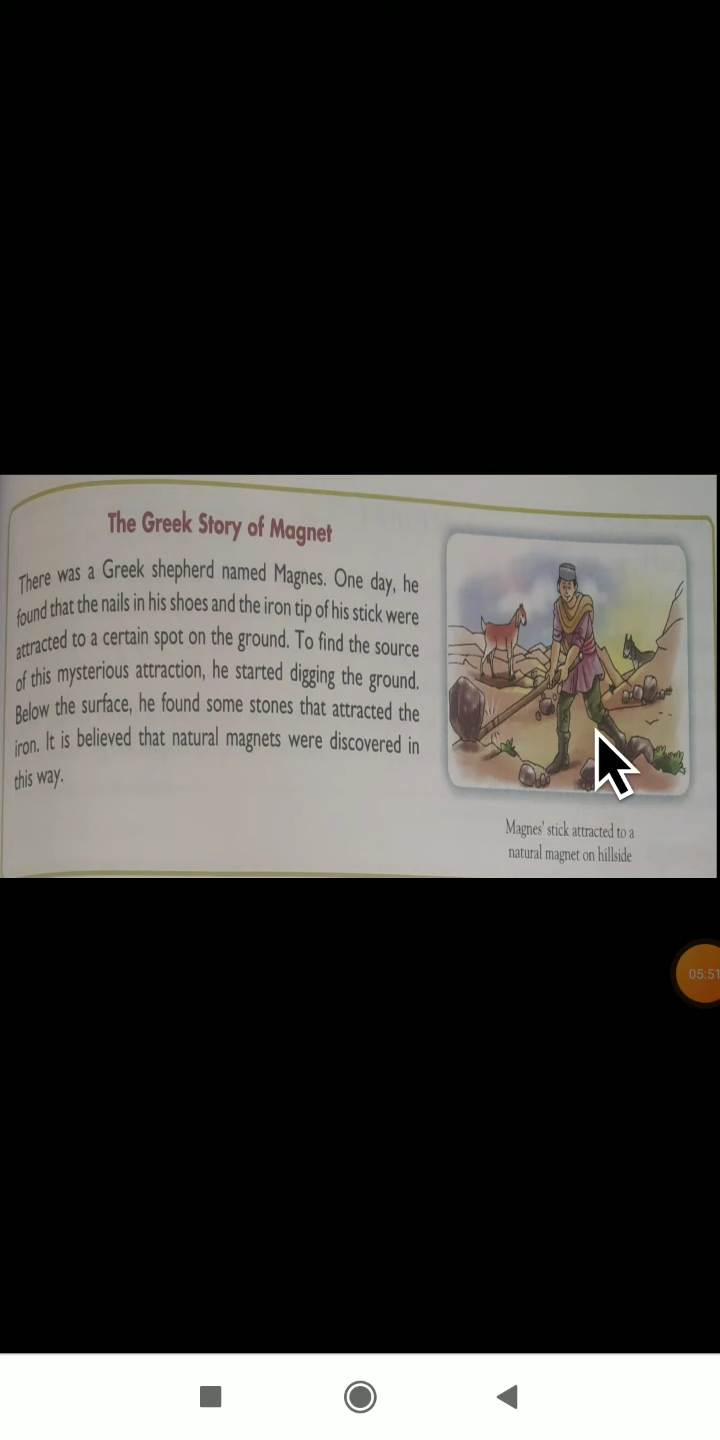 The Greek Story of Magnet
There was a Greek shepherd named Magnes. One day, he
found that the nails in his shoes and the iron tip of his stick were
attracted to a certain spot on the ground. To find the source
of this mysterious attraction, he started digging the ground.
Below the surface, he found some stones that attracted the
iron. It is believed that natural magnets were discovered in
this way.
Magnes' stick attracted to a
natural magnet on hillside
05:51